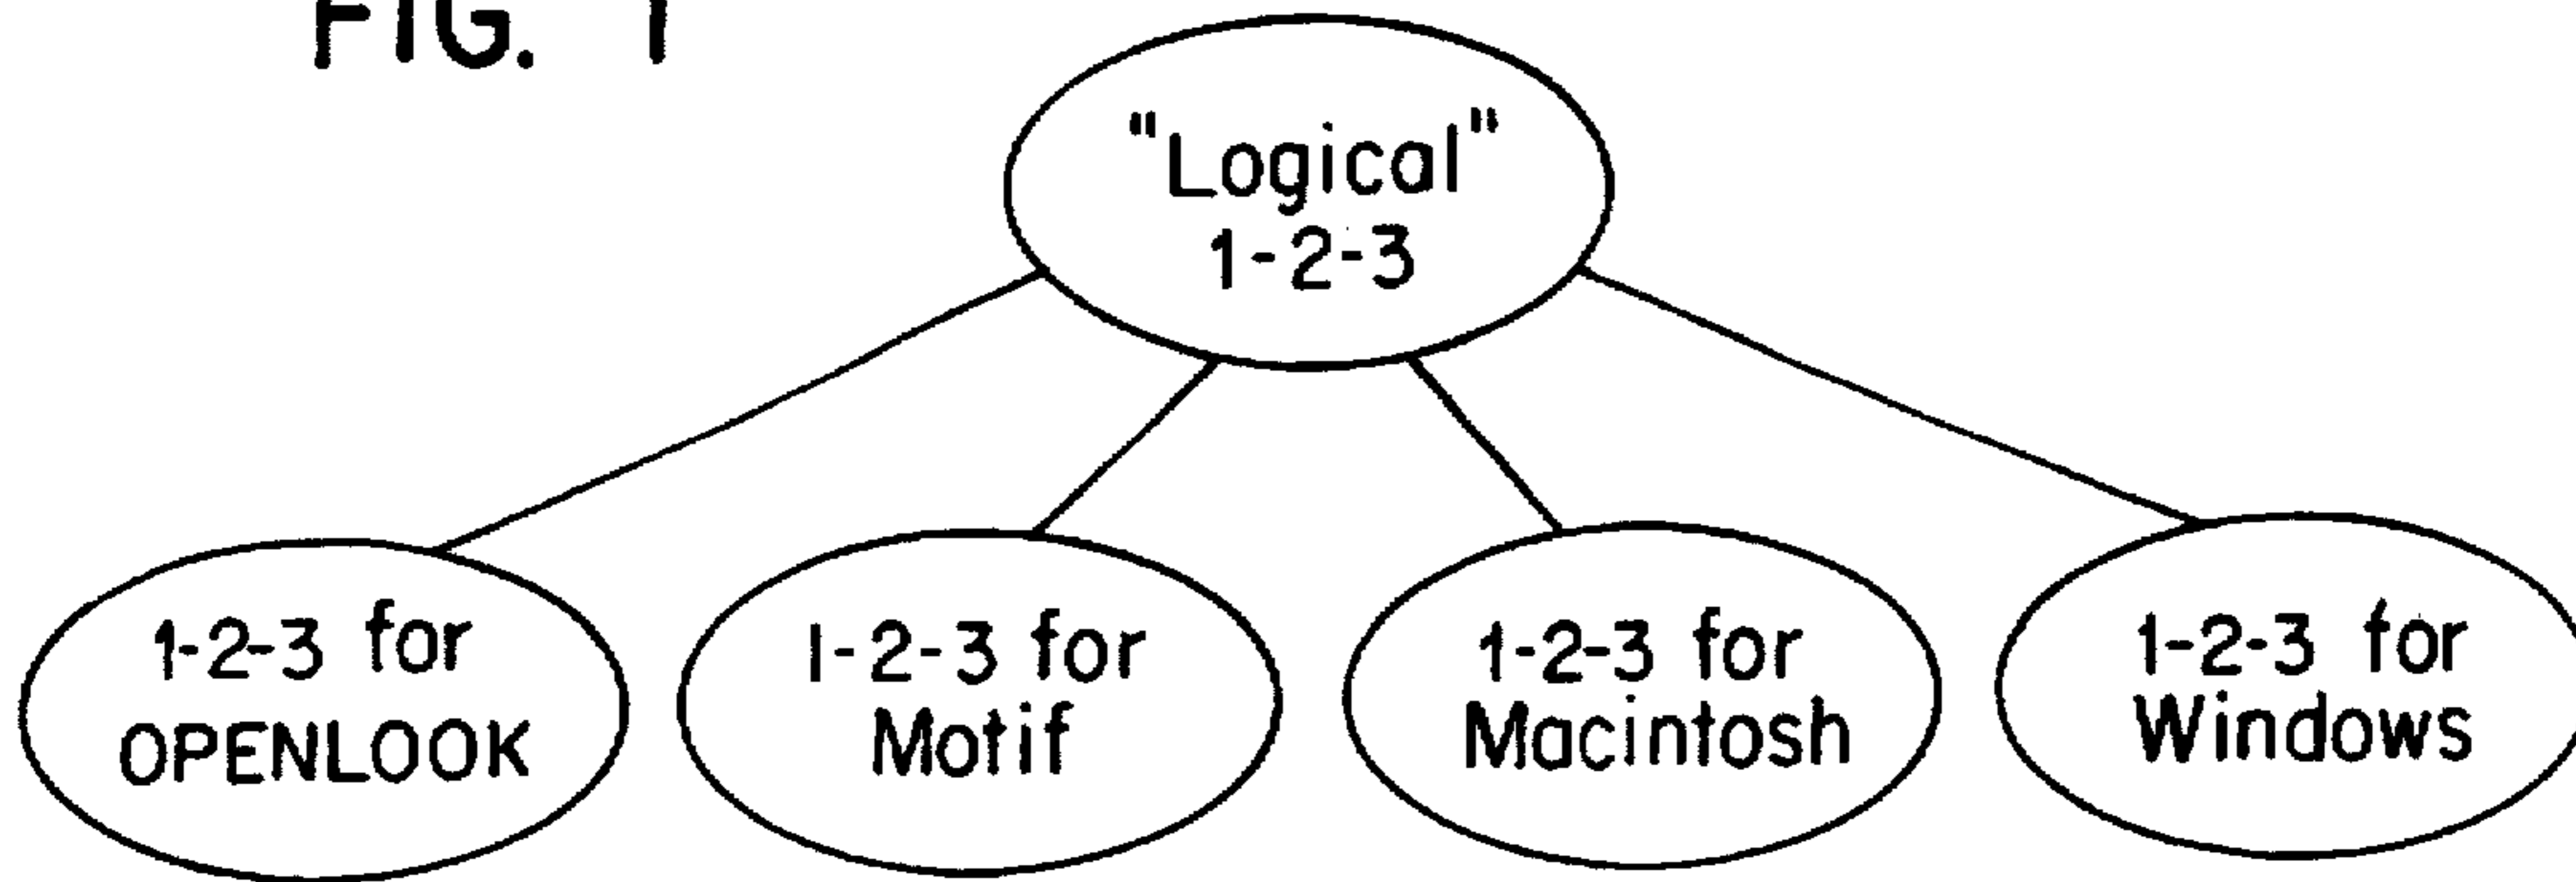 FIG. 1
"Logical"
1-2-3
1-2-3 for
OPENLOOK
1-2-3 for
Motif
1-2-3 for
Macintosh
1-2-3 for
Windows